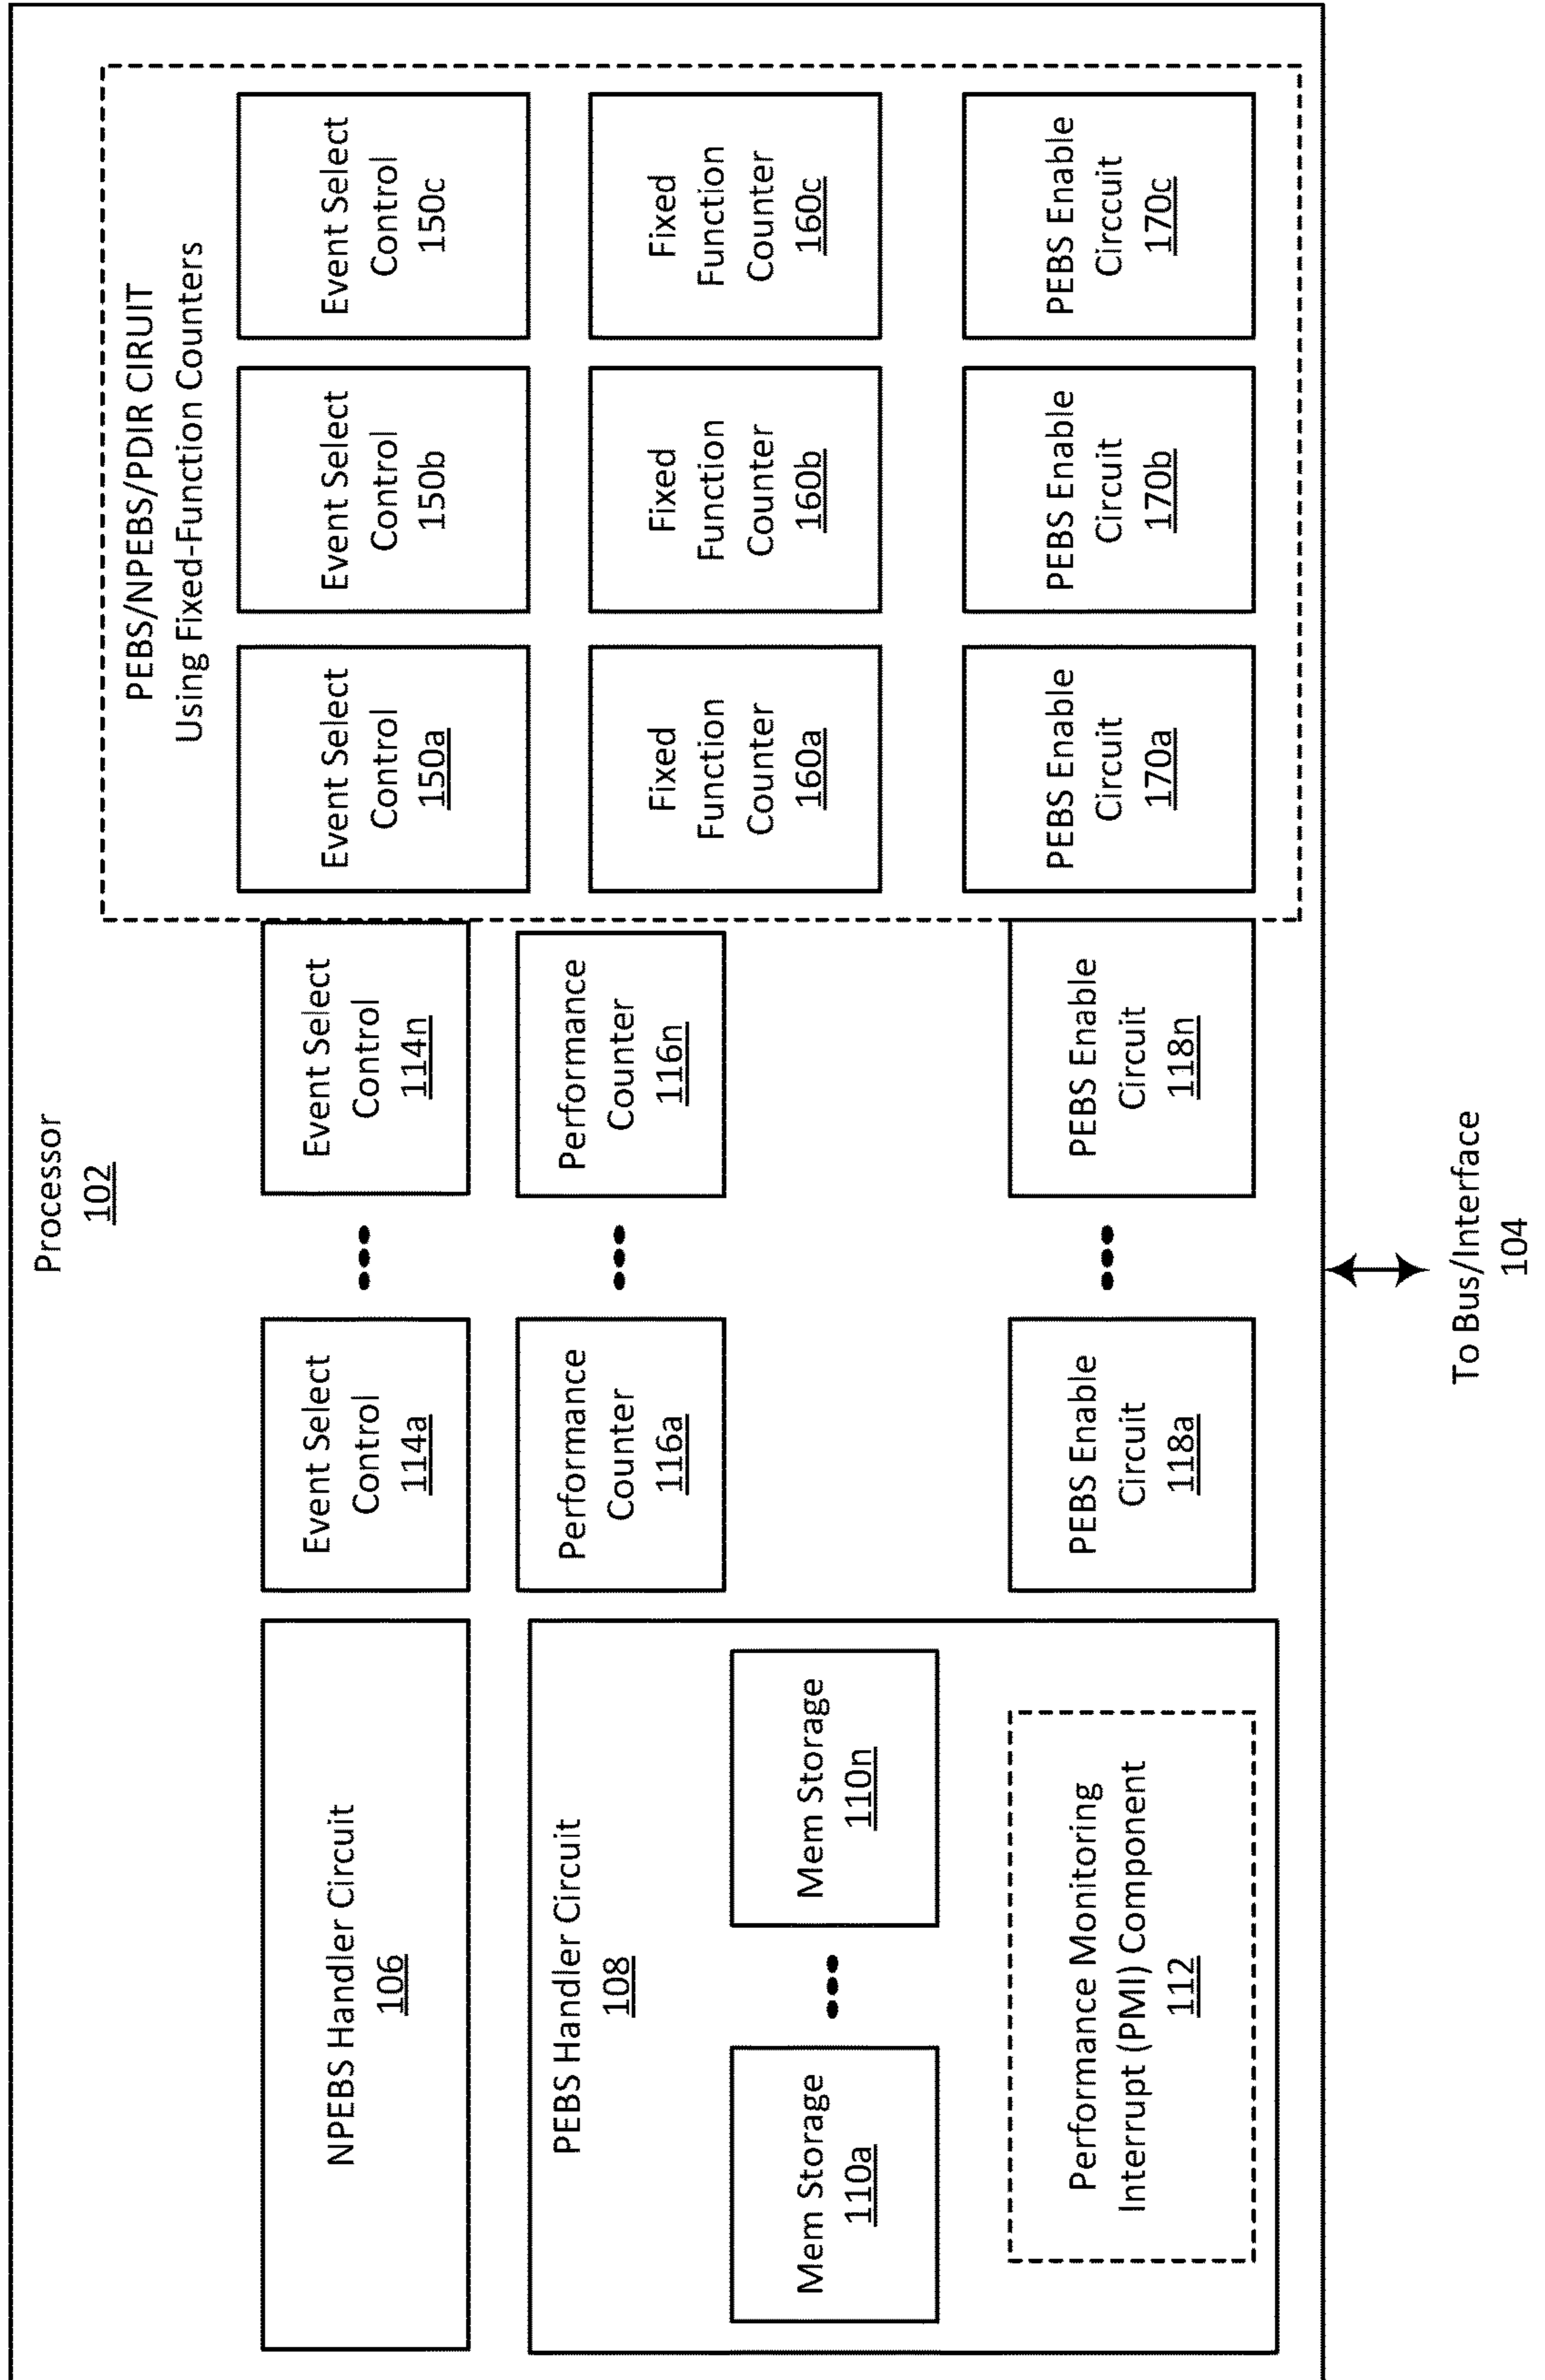 Processor
102
NPEBS Handler Circuit
106
PEBS Handler Circuit
108
Mem Storage
110a
Mem Storage
110n
Performance Monitoring
Interrupt (PMI) Component
112
Event Select
Control
114a
Event Select
Control
114n
Performance
Counter
116a
Performance
Counter
116n
PEBS Enable
Circuit
118a
PEBS Enable
Circuit
118n
PEBS/NPEBS/PDIR CIRUIT
Using Fixed-Function Counters
Event Select
Control
150a
Event Select
Control
150b
Event Select
Control
150c
Fixed
Function
Counter
160a
Fixed
Function
Counter
160b
Fixed
Function
Counter
160c
PEBS Enable
Circuit
170a
PEBS Enable
Circuit
170b
PEBS Enable
Circcuit
170c
To Bus/Interface
104